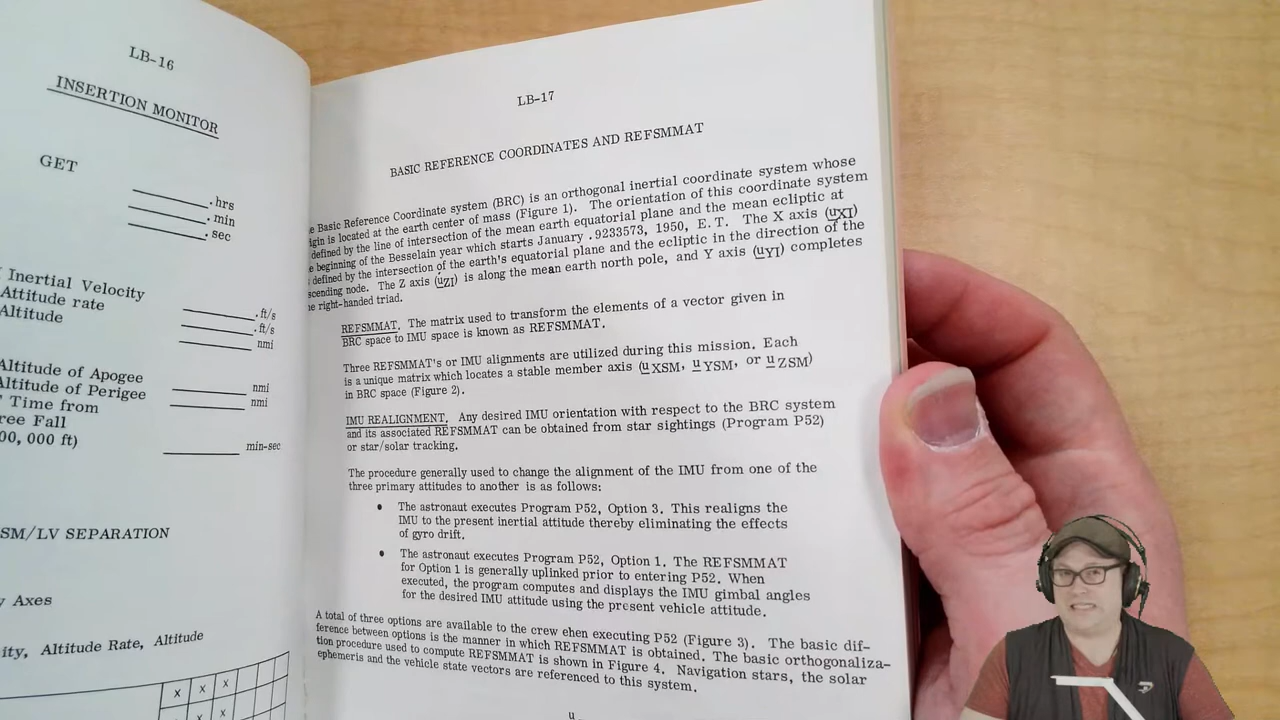 LB-16
INSERTION MONITOR
GET
.hrs
.min
.sec
Inertial Velocity
.ft/s
Attitude rate
.ft/s
Altitude
nmi
Altitude of Apogee
nmi
Altitude of Perigee
nmi
Time from
ree Fall
00,000 ft)
min-sec
SM/LV SEPARATION
y Axes
ity, Altitude Rate, Altitude
x x x
x x
LB-17
BASIC REFERENCE COORDINATES AND REFSMMAT
e Basic Reference Coordinate system (BRC) is an orthogonal inertial coordinate system whose
igin is located at the earth center of mass (Figure 1). The orientation of this coordinate system
defined by the line of intersection of the mean earth equatorial plane and the mean ecliptic at
e beginning of the Besselain year which starts January .9233573, 1950, E.T. The X axis (uXI)
defined by the intersection of the earth's equatorial plane and the ecliptic in the direction of the
scending node. The Z axis (uZI) is along the mean earth north pole, and Y axis (uYI) completes
he right-handed triad.
REFSMMAT. The matrix used to transform the elements of a vector given in
BRC space to IMU space is known as REFSMMAT.
Three REFSMMAT's or IMU alignments are utilized during this mission. Each
is a unique matrix which locates a stable member axis (u XSM, u YSM, or u ZSM)
in BRC space (Figure 2).
IMU REALIGNMENT. Any desired IMU orientation with respect to the BRC system
and its associated REFSMMAT can be obtained from star sightings (Program P52)
or star/solar tracking.
The procedure generally used to change the alignment of the IMU from one of the
three primary attitudes to another is as follows:
• The astronaut executes Program P52, Option 3. This realigns the
IMU to the present inertial attitude thereby eliminating the effects
of gyro drift.
• The astronaut executes Program P52, Option 1. The REFSMMAT
for Option 1 is generally uplinked prior to entering P52. When
executed, the program computes and displays the IMU gimbal angles
for the desired IMU attitude using the present vehicle attitude.
A total of three options are available to the crew ehen executing P52 (Figure 3). The basic dif-
ference between options is the manner in which REFSMMAT is obtained. The basic orthogonaliza-
tion procedure used to compute REFSMMAT is shown in Figure 4. Navigation stars, the solar
ephemeris and the vehicle state vectors are referenced to this system.
u